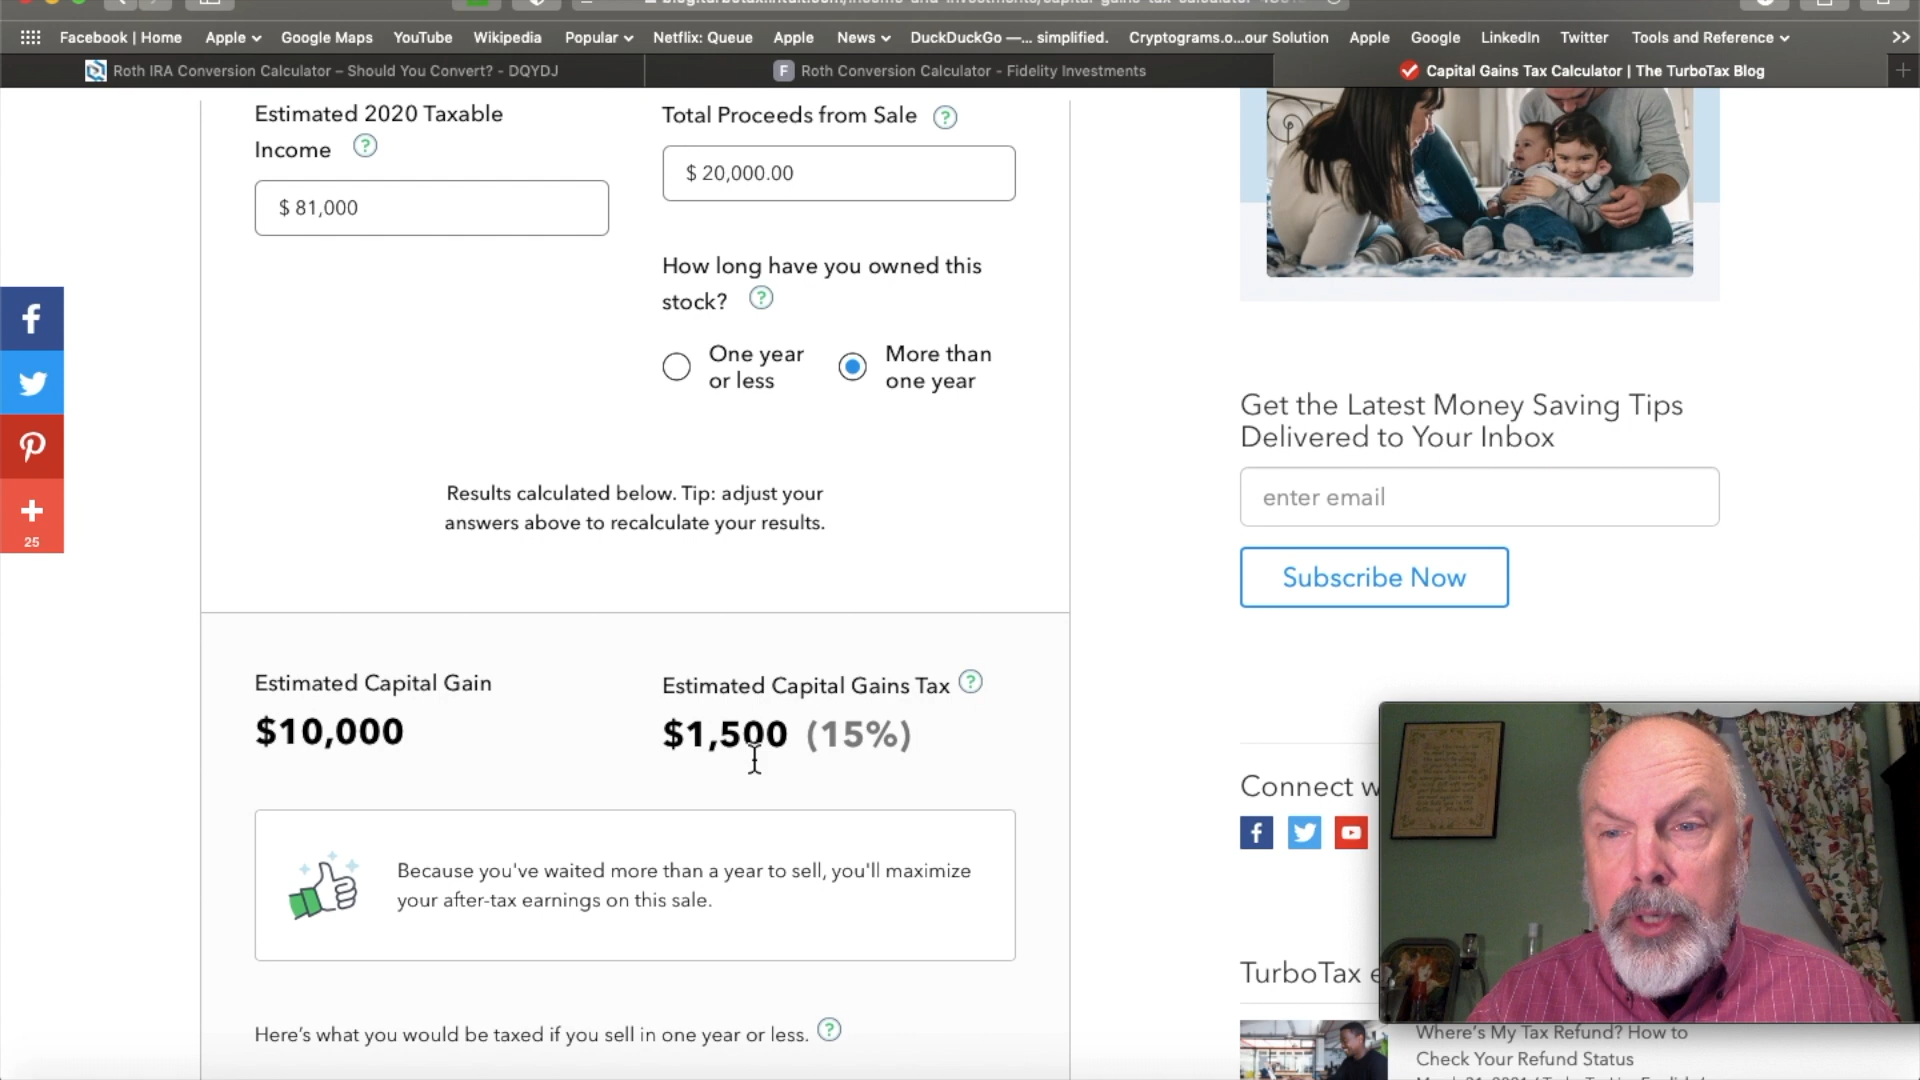 Facebook | Home Apple Google Maps YouTube Wikipedia Popular Netflix: Queue Apple News DuckDuckGo —... simplified. Cryptograms.o...our Solution Apple Google LinkedIn Twitter Tools and Reference >>
Roth IRA Conversion Calculator – Should You Convert? - DQYDJ
F Roth Conversion Calculator - Fidelity Investments
Capital Gains Tax Calculator | The TurboTax Blog
Estimated 2020 Taxable
Income ?
$ 81,000
Total Proceeds from Sale ?
$ 20,000.00
How long have you owned this
stock? ?
One year
or less
More than
one year
Results calculated below. Tip: adjust your
answers above to recalculate your results.
25
Estimated Capital Gain
$10,000
Estimated Capital Gains Tax ?
$1,500 (15%)
Because you've waited more than a year to sell, you'll maximize
your after-tax earnings on this sale.
Here's what you would be taxed if you sell in one year or less. ?
Get the Latest Money Saving Tips
Delivered to Your Inbox
enter email
Subscribe Now
Connect
TurboTax
Where's My Tax Refund? How to
Check Your Refund Status